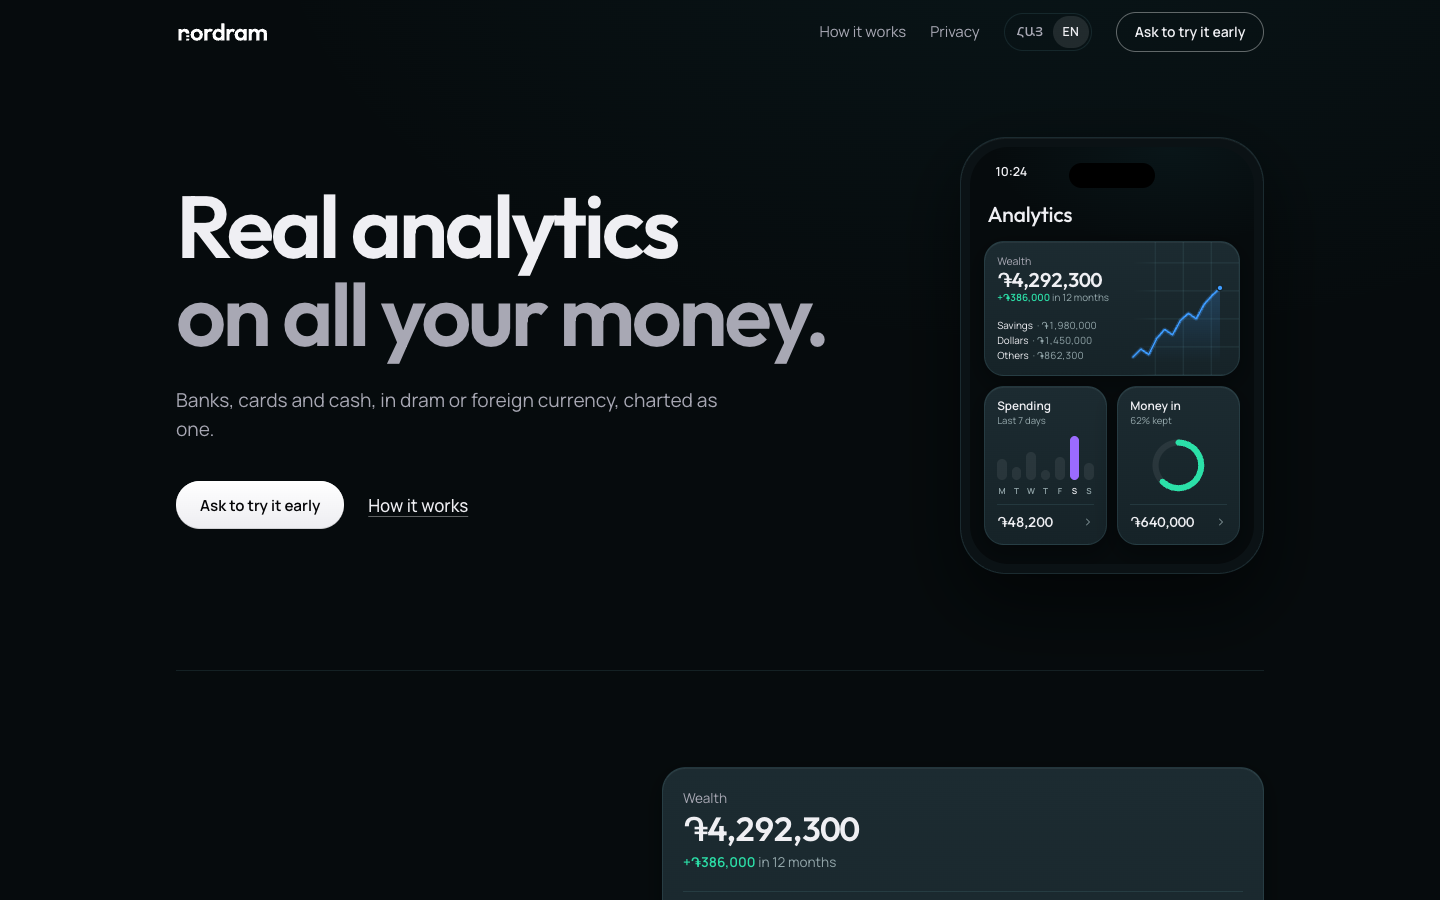 nordram
How it works
Privacy
ՀԱՅ
EN
Ask to try it early
Real analytics
on all your money.
Banks, cards and cash, in dram or foreign currency, charted as
one.
Ask to try it early
How it works
10:24
Analytics
Wealth
֏4,292,300
+֏386,000 in 12 months
Savings · ֏1,980,000
Dollars · ֏1,450,000
Others · ֏862,300
Spending
Last 7 days
M T W T F S S
֏48,200
Money in
62% kept
֏640,000
Wealth
֏4,292,300
+֏386,000 in 12 months